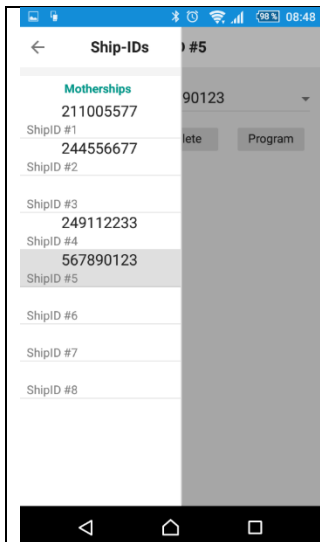 98% 08:48
Ship-IDs
#5
Motherships
211005577
ShipID #1
90123
244556677
ShipID #2
lete Program
ShipID #3
249112233
ShipID #4
567890123
ShipID #5
ShipID #6
ShipID #7
ShipID #8